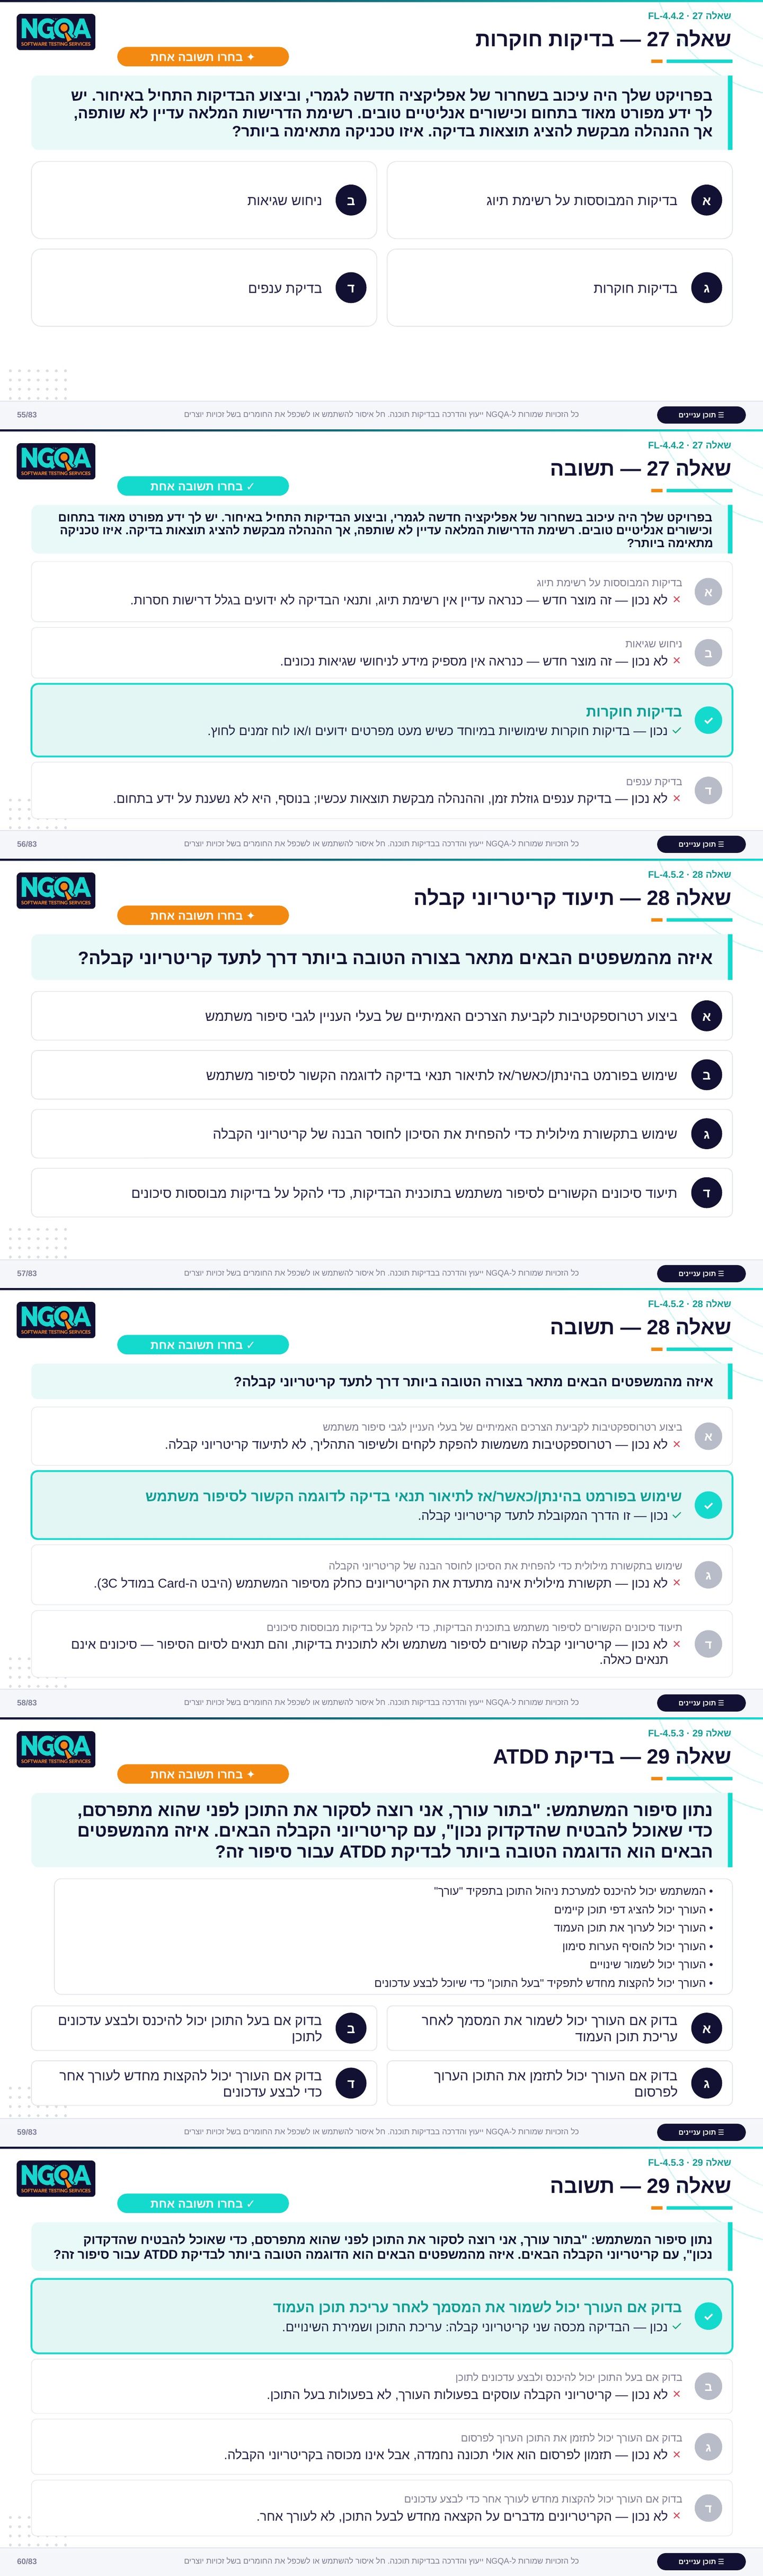 שאלה 27 · FL-4.4.2
שאלה 27 — בדיקות חוקרות
NGQA
SOFTWARE TESTING SERVICES
✦ בחרו תשובה אחת
בפרויקט שלך היה עיכוב בשחרור של אפליקציה חדשה לגמרי, וביצוע הבדיקות התחיל באיחור. יש
לך ידע מפורט מאוד בתחום וכישורים אנליטיים טובים. רשימת הדרישות המלאה עדיין לא שותפה,
אך ההנהלה מבקשת להציג תוצאות בדיקה. איזו טכניקה מתאימה ביותר?
א
בדיקות המבוססות על רשימת תיוג
ב
ניחוש שגיאות
ג
בדיקות חוקרות
ד
בדיקת ענפים
☰ תוכן עניינים
כל הזכויות שמורות ל-NGQA ייעוץ והדרכה בבדיקות תוכנה. חל איסור להשתמש או לשכפל את החומרים בשל זכויות יוצרים
55/83
שאלה 27 · FL-4.4.2
שאלה 27 — תשובה
NGQA
SOFTWARE TESTING SERVICES
✓ בחרו תשובה אחת
בפרויקט שלך היה עיכוב בשחרור של אפליקציה חדשה לגמרי, וביצוע הבדיקות התחיל באיחור. יש לך ידע מפורט מאוד בתחום
וכישורים אנליטיים טובים. רשימת הדרישות המלאה עדיין לא שותפה, אך ההנהלה מבקשת להציג תוצאות בדיקה. איזו טכניקה
מתאימה ביותר?
א
בדיקות המבוססות על רשימת תיוג
✕ לא נכון — זה מוצר חדש — כנראה עדיין אין רשימת תיוג, ותנאי הבדיקה לא ידועים בגלל דרישות חסרות.
ב
ניחוש שגיאות
✕ לא נכון — זה מוצר חדש — כנראה אין מספיק מידע לניחושי שגיאות נכונים.
✓
בדיקות חוקרות
✓ נכון — בדיקות חוקרות שימושיות במיוחד כשיש מעט מפרטים ידועים ו/או לוח זמנים לחוץ.
ד
בדיקת ענפים
✕ לא נכון — בדיקת ענפים גוזלת זמן, וההנהלה מבקשת תוצאות עכשיו; בנוסף, היא לא נשענת על ידע בתחום.
☰ תוכן עניינים
כל הזכויות שמורות ל-NGQA ייעוץ והדרכה בבדיקות תוכנה. חל איסור להשתמש או לשכפל את החומרים בשל זכויות יוצרים
56/83
שאלה 28 · FL-4.5.2
שאלה 28 — תיעוד קריטריוני קבלה
NGQA
SOFTWARE TESTING SERVICES
✦ בחרו תשובה אחת
איזה מהמשפטים הבאים מתאר בצורה הטובה ביותר דרך לתעד קריטריוני קבלה?
א
ביצוע רטרוספקטיבות לקביעת הצרכים האמיתיים של בעלי העניין לגבי סיפור משתמש
ב
שימוש בפורמט בהינתן/כאשר/אז לתיאור תנאי בדיקה לדוגמה הקשור לסיפור משתמש
ג
שימוש בתקשורת מילולית כדי להפחית את הסיכון לחוסר הבנה של קריטריוני הקבלה
ד
תיעוד סיכונים הקשורים לסיפור משתמש בתוכנית הבדיקות, כדי להקל על בדיקות מבוססות סיכונים
☰ תוכן עניינים
כל הזכויות שמורות ל-NGQA ייעוץ והדרכה בבדיקות תוכנה. חל איסור להשתמש או לשכפל את החומרים בשל זכויות יוצרים
57/83
שאלה 28 · FL-4.5.2
שאלה 28 — תשובה
NGQA
SOFTWARE TESTING SERVICES
✓ בחרו תשובה אחת
איזה מהמשפטים הבאים מתאר בצורה הטובה ביותר דרך לתעד קריטריוני קבלה?
א
ביצוע רטרוספקטיבות לקביעת הצרכים האמיתיים של בעלי העניין לגבי סיפור משתמש
✕ לא נכון — רטרוספקטיבות משמשות להפקת לקחים ולשיפור התהליך, לא לתיעוד קריטריוני קבלה.
✓
שימוש בפורמט בהינתן/כאשר/אז לתיאור תנאי בדיקה לדוגמה הקשור לסיפור משתמש
✓ נכון — זו הדרך המקובלת לתעד קריטריוני קבלה.
ג
שימוש בתקשורת מילולית כדי להפחית את הסיכון לחוסר הבנה של קריטריוני הקבלה
✕ לא נכון — תקשורת מילולית אינה מתעדת את הקריטריונים כחלק מסיפור המשתמש (היבט ה-Card במודל 3C).
ד
תיעוד סיכונים הקשורים לסיפור משתמש בתוכנית הבדיקות, כדי להקל על בדיקות מבוססות סיכונים
✕ לא נכון — קריטריוני קבלה קשורים לסיפור משתמש ולא לתוכנית בדיקות, והם תנאים לסיום הסיפור — סיכונים אינם
תנאים כאלה.
☰ תוכן עניינים
כל הזכויות שמורות ל-NGQA ייעוץ והדרכה בבדיקות תוכנה. חל איסור להשתמש או לשכפל את החומרים בשל זכויות יוצרים
58/83
שאלה 29 · FL-4.5.3
שאלה 29 — בדיקת ATDD
NGQA
SOFTWARE TESTING SERVICES
✦ בחרו תשובה אחת
נתון סיפור המשתמש: "בתור עורך, אני רוצה לסקור את התוכן לפני שהוא מתפרסם,
כדי שאוכל להבטיח שהדקדוק נכון", עם קריטריוני הקבלה הבאים. איזה מהמשפטים
הבאים הוא הדוגמה הטובה ביותר לבדיקת ATDD עבור סיפור זה?
• המשתמש יכול להיכנס למערכת ניהול התוכן בתפקיד "עורך"
• העורך יכול להציג דפי תוכן קיימים
• העורך יכול לערוך את תוכן העמוד
• העורך יכול להוסיף הערות סימון
• העורך יכול לשמור שינויים
• העורך יכול להקצות מחדש לתפקיד "בעל התוכן" כדי שיוכל לבצע עדכונים
א
בדוק אם העורך יכול לשמור את המסמך לאחר
עריכת תוכן העמוד
ב
בדוק אם בעל התוכן יכול להיכנס ולבצע עדכונים
לתוכן
ג
בדוק אם העורך יכול לתזמן את התוכן הערוך
לפרסום
ד
בדוק אם העורך יכול להקצות מחדש לעורך אחר
כדי לבצע עדכונים
☰ תוכן עניינים
כל הזכויות שמורות ל-NGQA ייעוץ והדרכה בבדיקות תוכנה. חל איסור להשתמש או לשכפל את החומרים בשל זכויות יוצרים
59/83
שאלה 29 · FL-4.5.3
שאלה 29 — תשובה
NGQA
SOFTWARE TESTING SERVICES
✓ בחרו תשובה אחת
נתון סיפור המשתמש: "בתור עורך, אני רוצה לסקור את התוכן לפני שהוא מתפרסם, כדי שאוכל להבטיח שהדקדוק
נכון", עם קריטריוני הקבלה הבאים. איזה מהמשפטים הבאים הוא הדוגמה הטובה ביותר לבדיקת ATDD עבור סיפור זה?
✓
בדוק אם העורך יכול לשמור את המסמך לאחר עריכת תוכן העמוד
✓ נכון — הבדיקה מכסה שני קריטריוני קבלה: עריכת התוכן ושמירת השינויים.
ב
בדוק אם בעל התוכן יכול להיכנס ולבצע עדכונים לתוכן
✕ לא נכון — קריטריוני הקבלה עוסקים בפעולות העורך, לא בפעולות בעל התוכן.
ג
בדוק אם העורך יכול לתזמן את התוכן הערוך לפרסום
✕ לא נכון — תזמון לפרסום הוא אולי תכונה נחמדה, אבל אינו מכוסה בקריטריוני הקבלה.
ד
בדוק אם העורך יכול להקצות מחדש לעורך אחר כדי לבצע עדכונים
✕ לא נכון — הקריטריונים מדברים על הקצאה מחדש לבעל התוכן, לא לעורך אחר.
☰ תוכן עניינים
כל הזכויות שמורות ל-NGQA ייעוץ והדרכה בבדיקות תוכנה. חל איסור להשתמש או לשכפל את החומרים בשל זכויות יוצרים
60/83